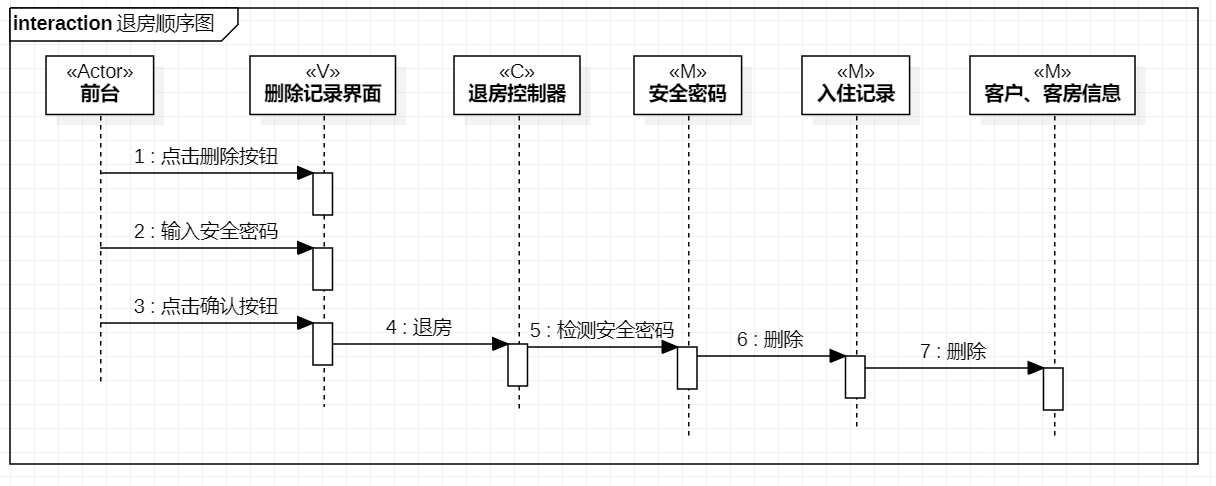 interaction 退房顺序图
«Actor»
前台
«V»
删除记录界面
«C»
退房控制器
«M»
安全密码
«M»
入住记录
«M»
客户、客房信息
1 : 点击删除按钮
2 : 输入安全密码
3 : 点击确认按钮
4 : 退房
5 : 检测安全密码
6 : 删除
7 : 删除